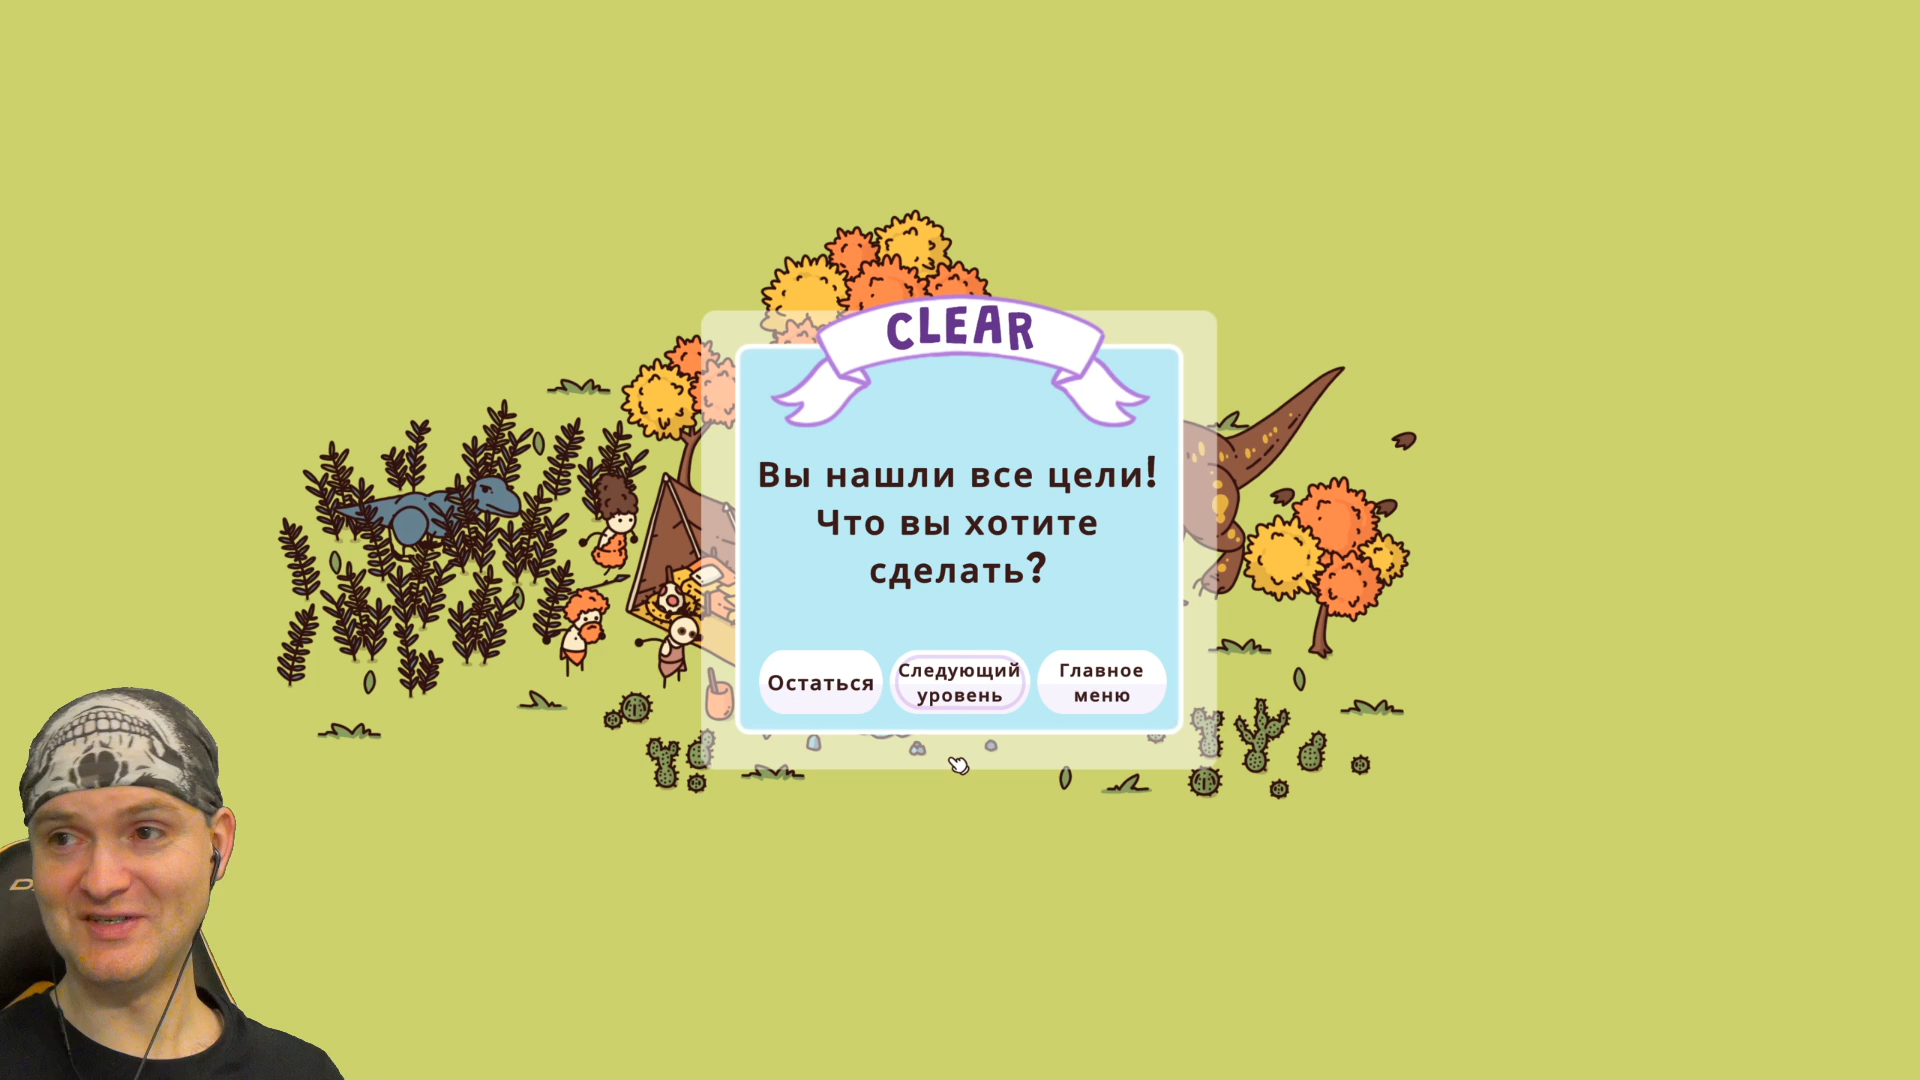 CLEAR
Вы нашли все цели!
Что вы хотите
сделать?
Остаться
Следующий
уровень
Главное
меню